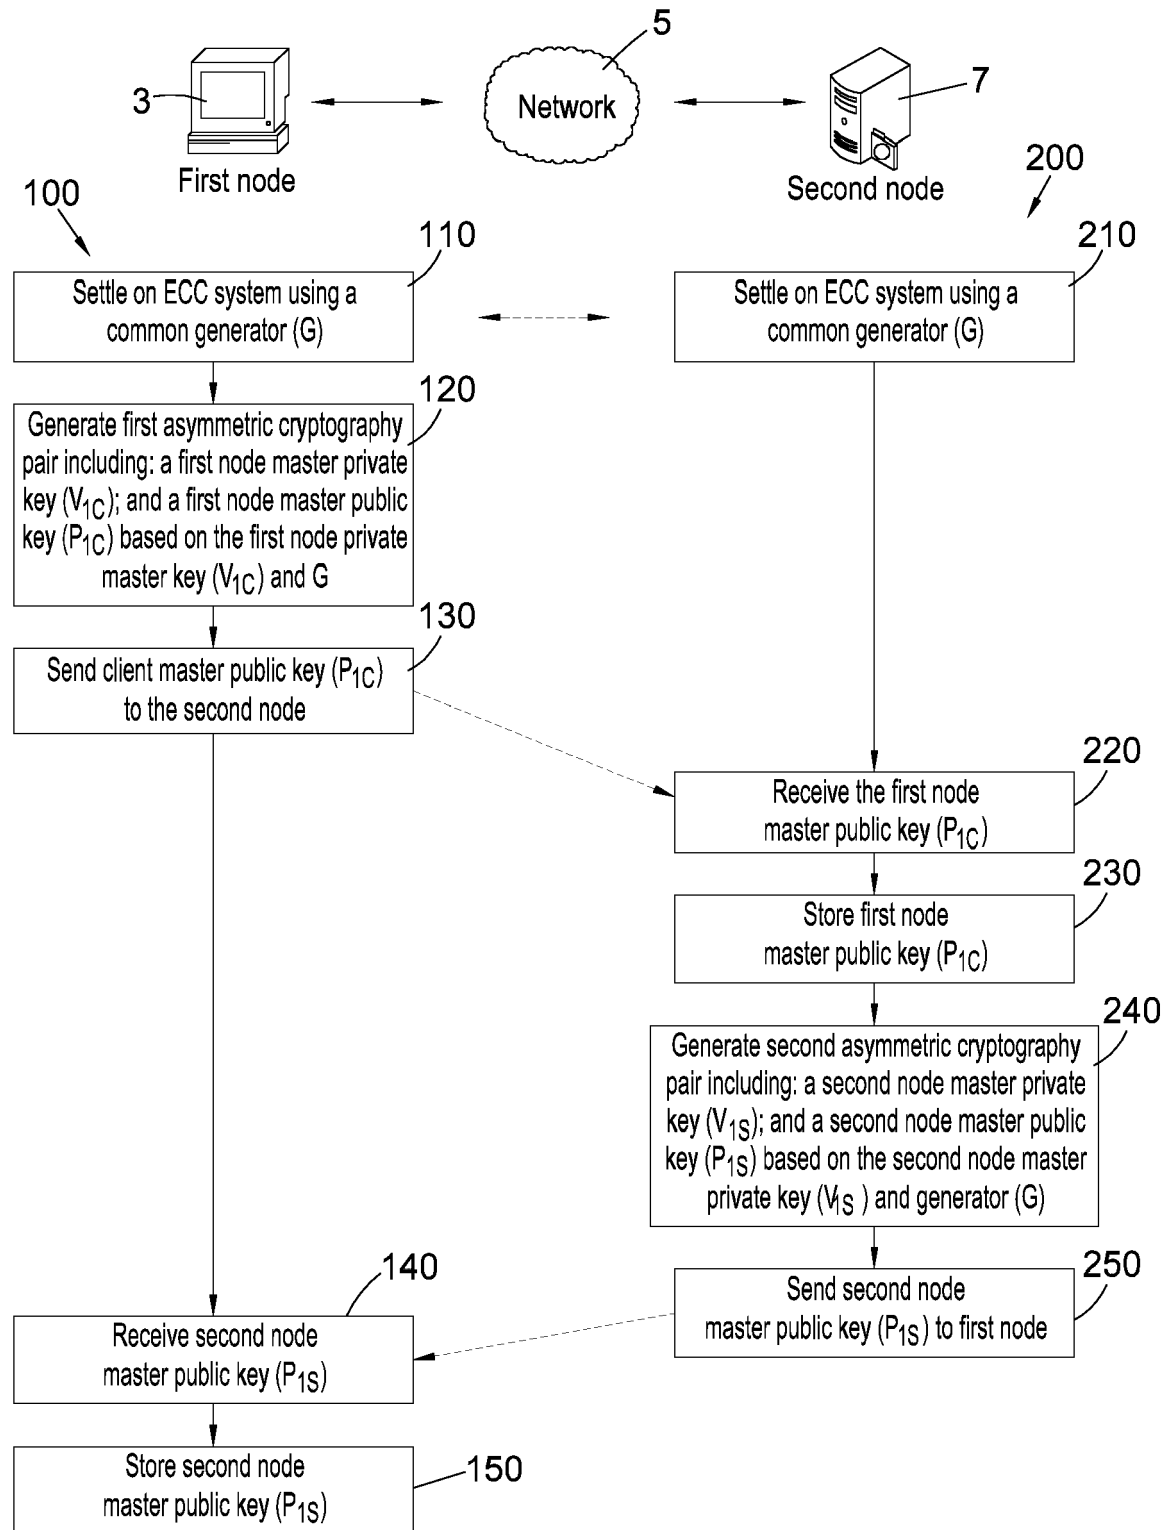 5
3
Network
7
First node
Second node
100
200
110
210
Settle on ECC system using a
common generator (G)
Settle on ECC system using a
common generator (G)
120
Generate first asymmetric cryptography
pair including: a first node master private
key (V1C); and a first node master public
key (P1C) based on the first node private
master key (V1C) and G
130
Send client master public key (P1C)
to the second node
220
Receive the first node
master public key (P1C)
230
Store first node
master public key (P1C)
240
Generate second asymmetric cryptography
pair including: a second node master private
key (V1S); and a second node master public
key (P1S) based on the second node master
private key (V1S ) and generator (G)
250
Send second node
master public key (P1S) to first node
140
Receive second node
master public key (P1S)
Store second node
master public key (P1S)
150